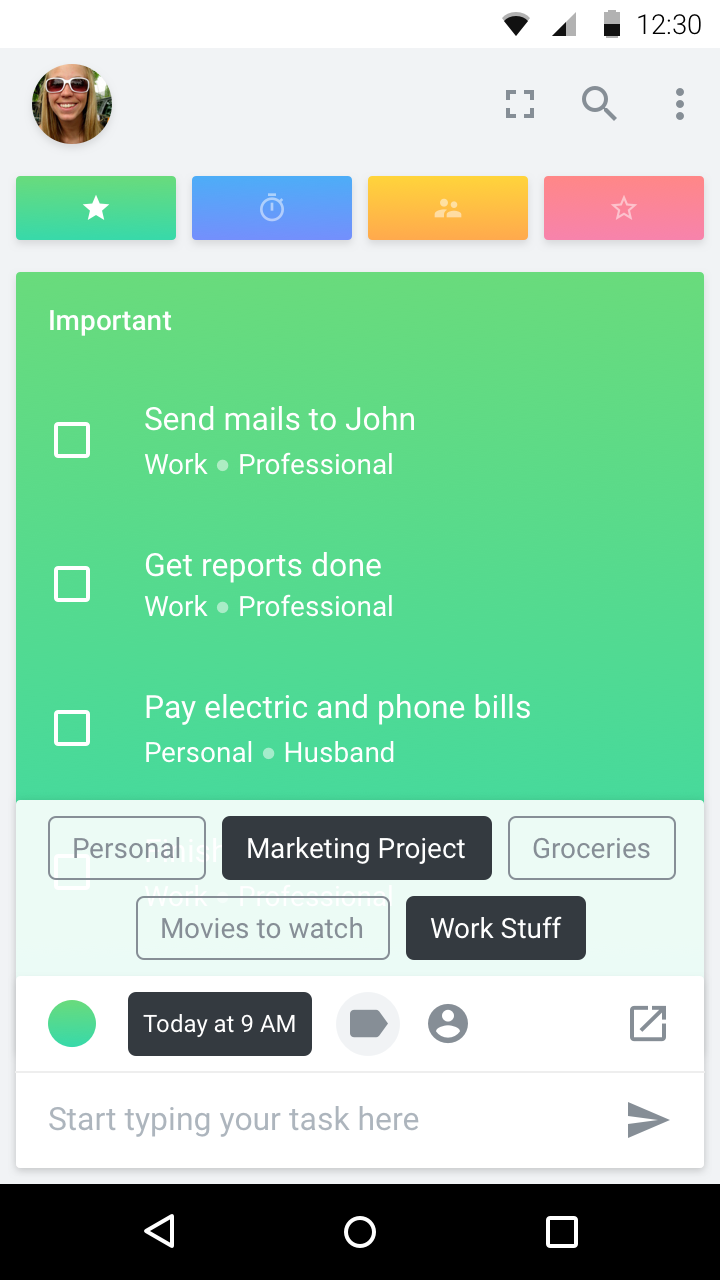 12:30
Important
Send mails to John
Work • Professional
Get reports done
Work • Professional
Pay electric and phone bills
Personal • Husband
Personal Marketing Project Groceries
Work • Professional
Movies to watch Work Stuff
Today at 9 AM
Start typing your task here